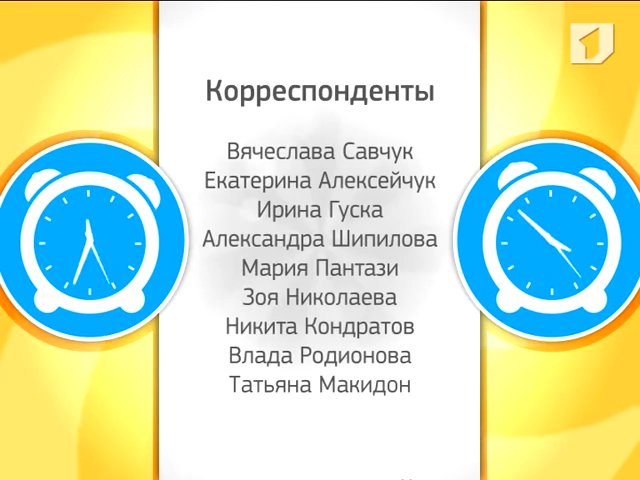 Корреспонденты
Вячеслава Савчук
Екатерина Алексейчук
Ирина Гуска
Александра Шипилова
Мария Пантази
Зоя Николаева
Никита Кондратов
Влада Родионова
Татьяна Макидон
1